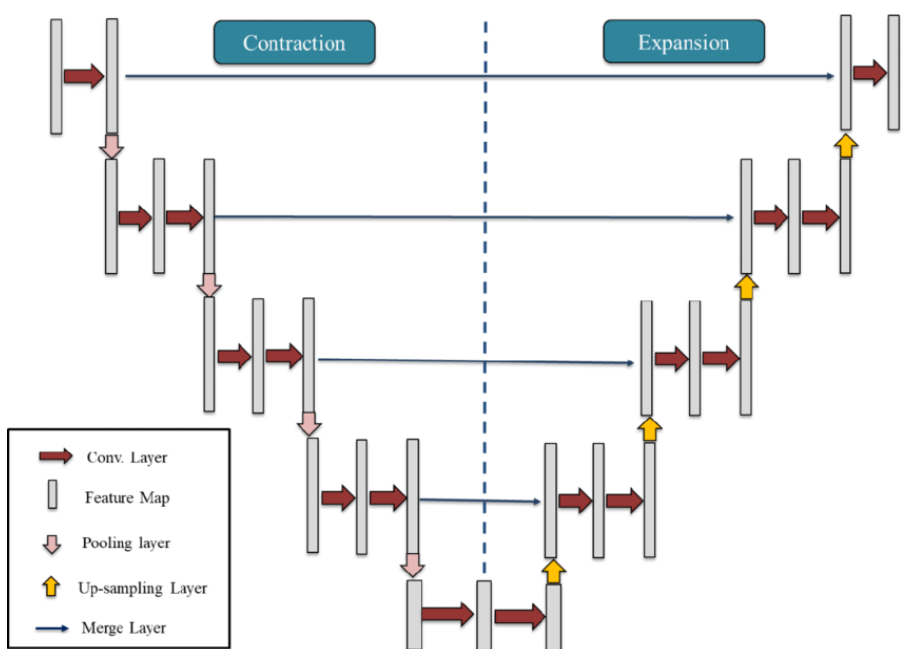 Contraction
Expansion
Conv. Layer
Feature Map
Pooling layer
Up-sampling Layer
Merge Layer